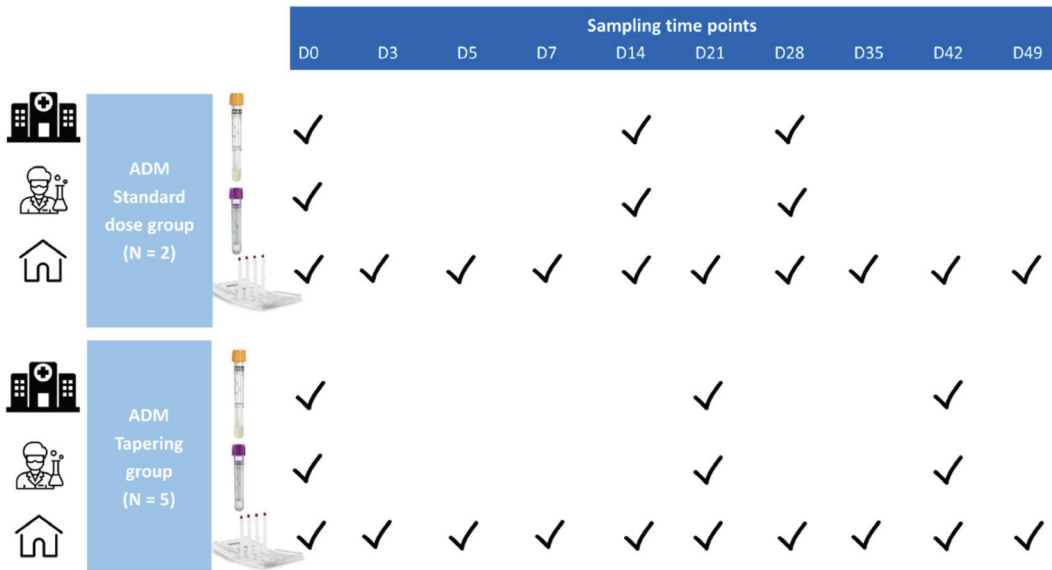 Sampling time points
D0 D3 D5 D7 D14 D21 D28 D35 D42 D49
ADM
Standard
dose group
(N = 2)
ADM
Tapering
group
(N = 5)